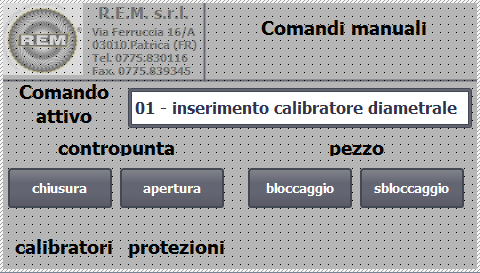 REM
R.E.M. s.r.l.
Via Ferruccia 16/A
03010.Patrica (FR)
Tel. 0775.830116
Fax. 0775.839345
Comandi manuali
Comando
attivo
01 - inserimento calibratore diametrale
contropunta
pezzo
chiusura
apertura
bloccaggio
sbloccaggio
calibratori
protezioni